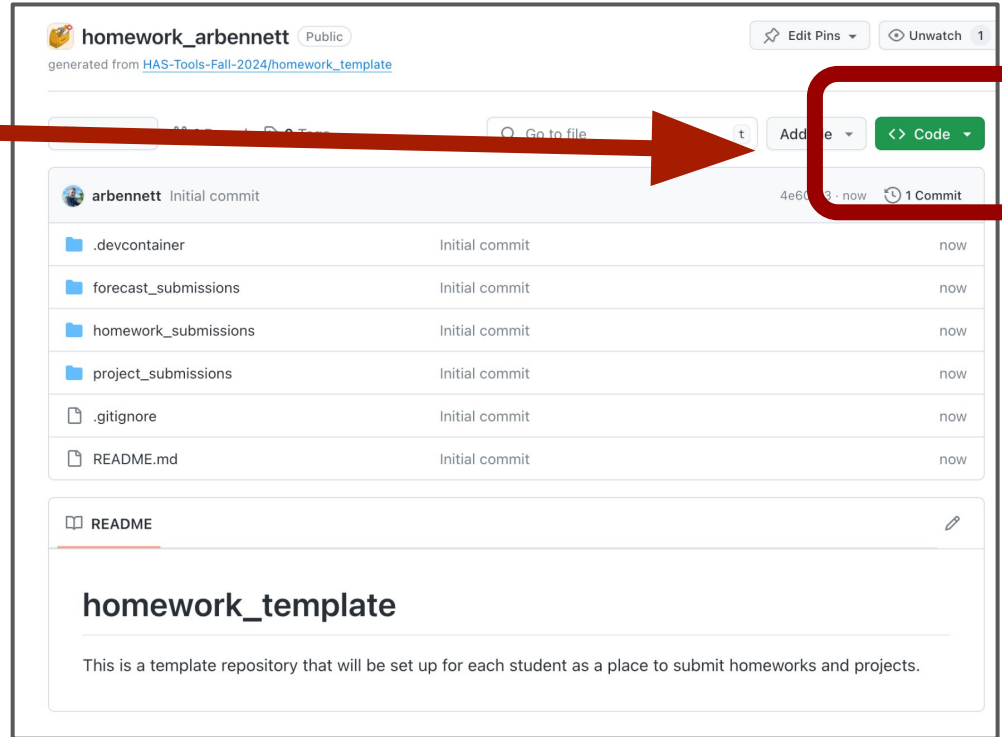 homework_arbennett Public
Edit Pins
Unwatch 1
generated from HAS-Tools-Fall-2024/homework_template
Go to file
t
Code
arbennett Initial commit
now
1 Commit
.devcontainer Initial commit now
forecast_submissions Initial commit now
homework_submissions Initial commit now
project_submissions Initial commit now
.gitignore Initial commit now
README.md Initial commit now
README
homework_template
This is a template repository that will be set up for each student as a place to submit homeworks and projects.